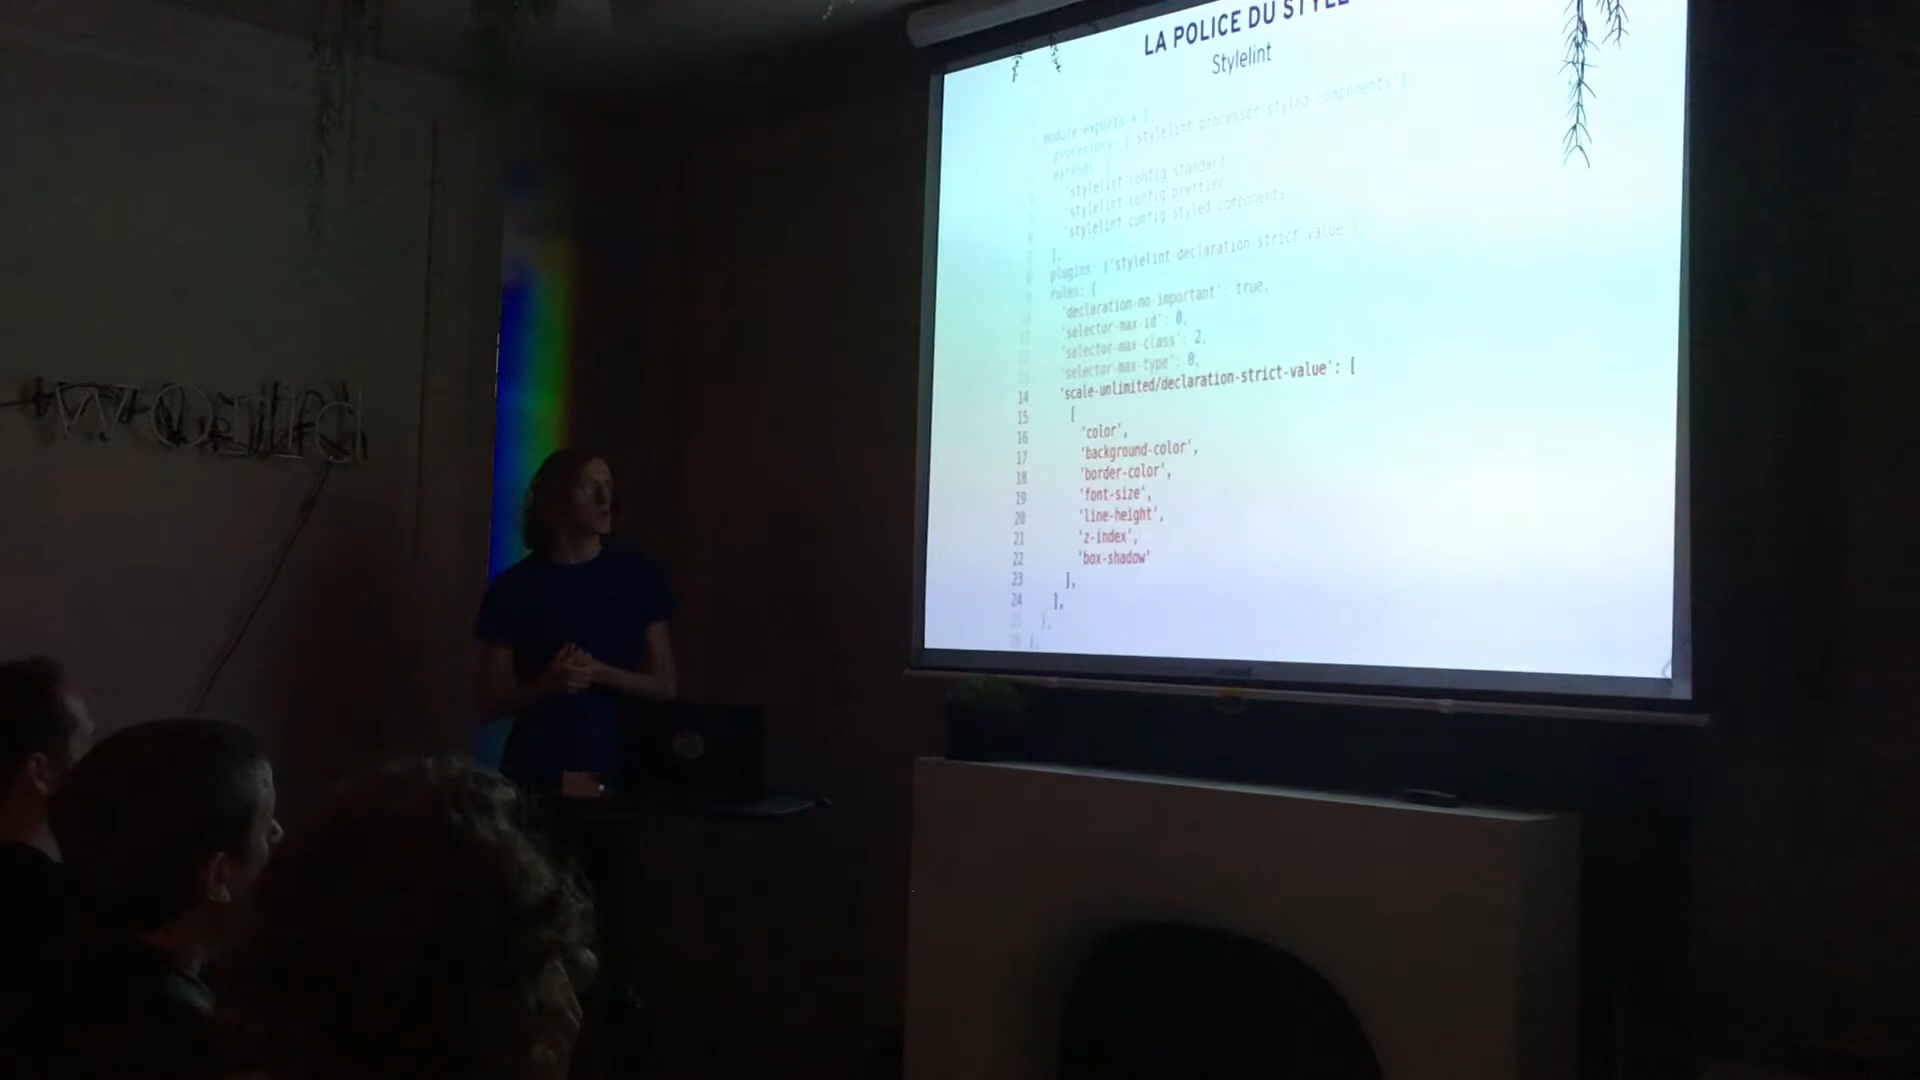 LA POLICE DU STYLE
Stylelint
module.exports = {
processors: ['stylelint-processor-styled-components'],
extends: [
'stylelint-config-standard',
'stylelint-config-prettier',
'stylelint-config-styled-components'
],
plugins: ['stylelint-declaration-strict-value'],
rules: {
'declaration-no-important': true,
'selector-max-id': 0,
'selector-max-class': 2,
'selector-max-type': 0,
14 'scale-unlimited/declaration-strict-value': [
15 [
16 'color',
17 'background-color',
18 'border-color',
19 'font-size',
20 'line-height',
21 'z-index',
22 'box-shadow'
23 ],
24 ],
},
world